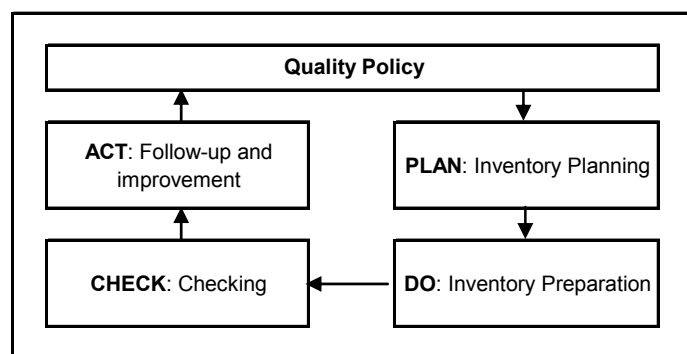 Quality Policy
ACT: Follow-up and
improvement
PLAN: Inventory Planning
CHECK: Checking
DO: Inventory Preparation